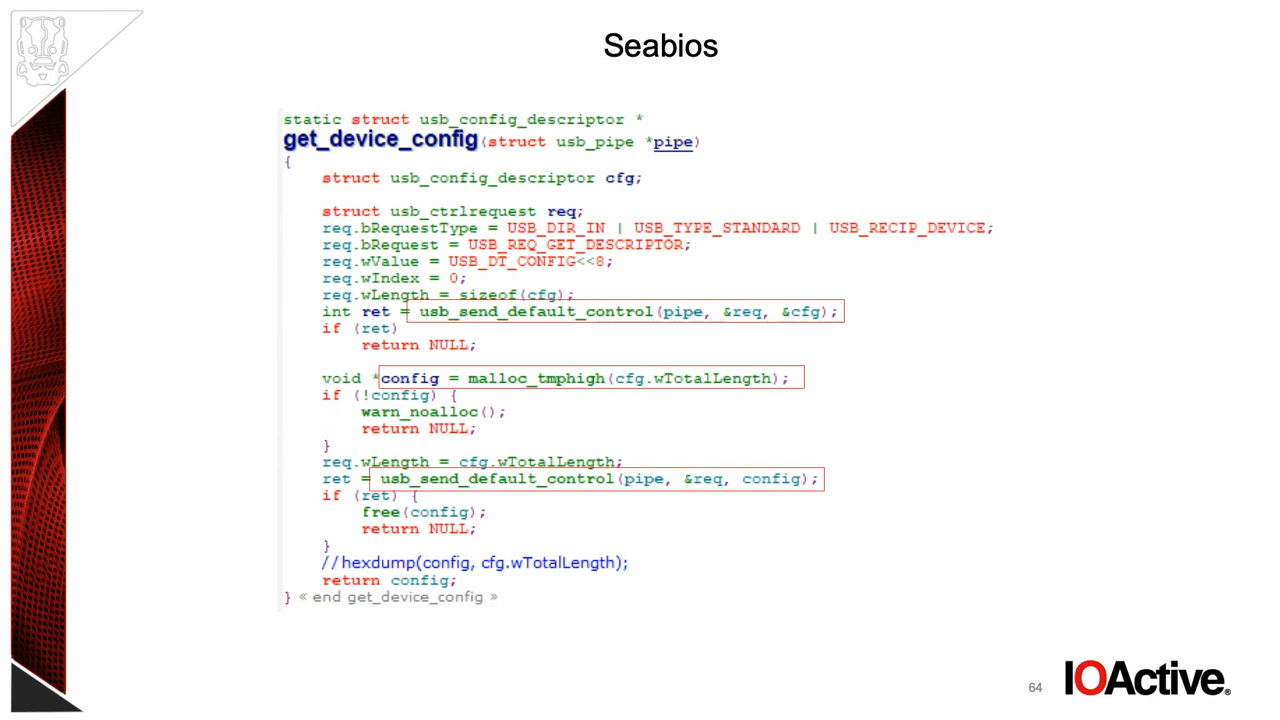 Seabios
static struct usb_config_descriptor *
get_device_config(struct usb_pipe *pipe)
{
struct usb_config_descriptor cfg;
struct usb_ctrlrequest req;
req.bRequestType = USB_DIR_IN | USB_TYPE_STANDARD | USB_RECIP_DEVICE;
req.bRequest = USB_REQ_GET_DESCRIPTOR;
req.wValue = USB_DT_CONFIG<<8;
req.wIndex = 0;
req.wLength = sizeof(cfg);
int ret = usb_send_default_control(pipe, &req, &cfg);
if (ret)
return NULL;
void *config = malloc_tmphigh(cfg.wTotalLength);
if (!config) {
warn_noalloc();
return NULL;
}
req.wLength = cfg.wTotalLength;
ret = usb_send_default_control(pipe, &req, config);
if (ret) {
free(config);
return NULL;
}
//hexdump(config, cfg.wTotalLength);
return config;
} « end get_device_config »
64
IOActive®